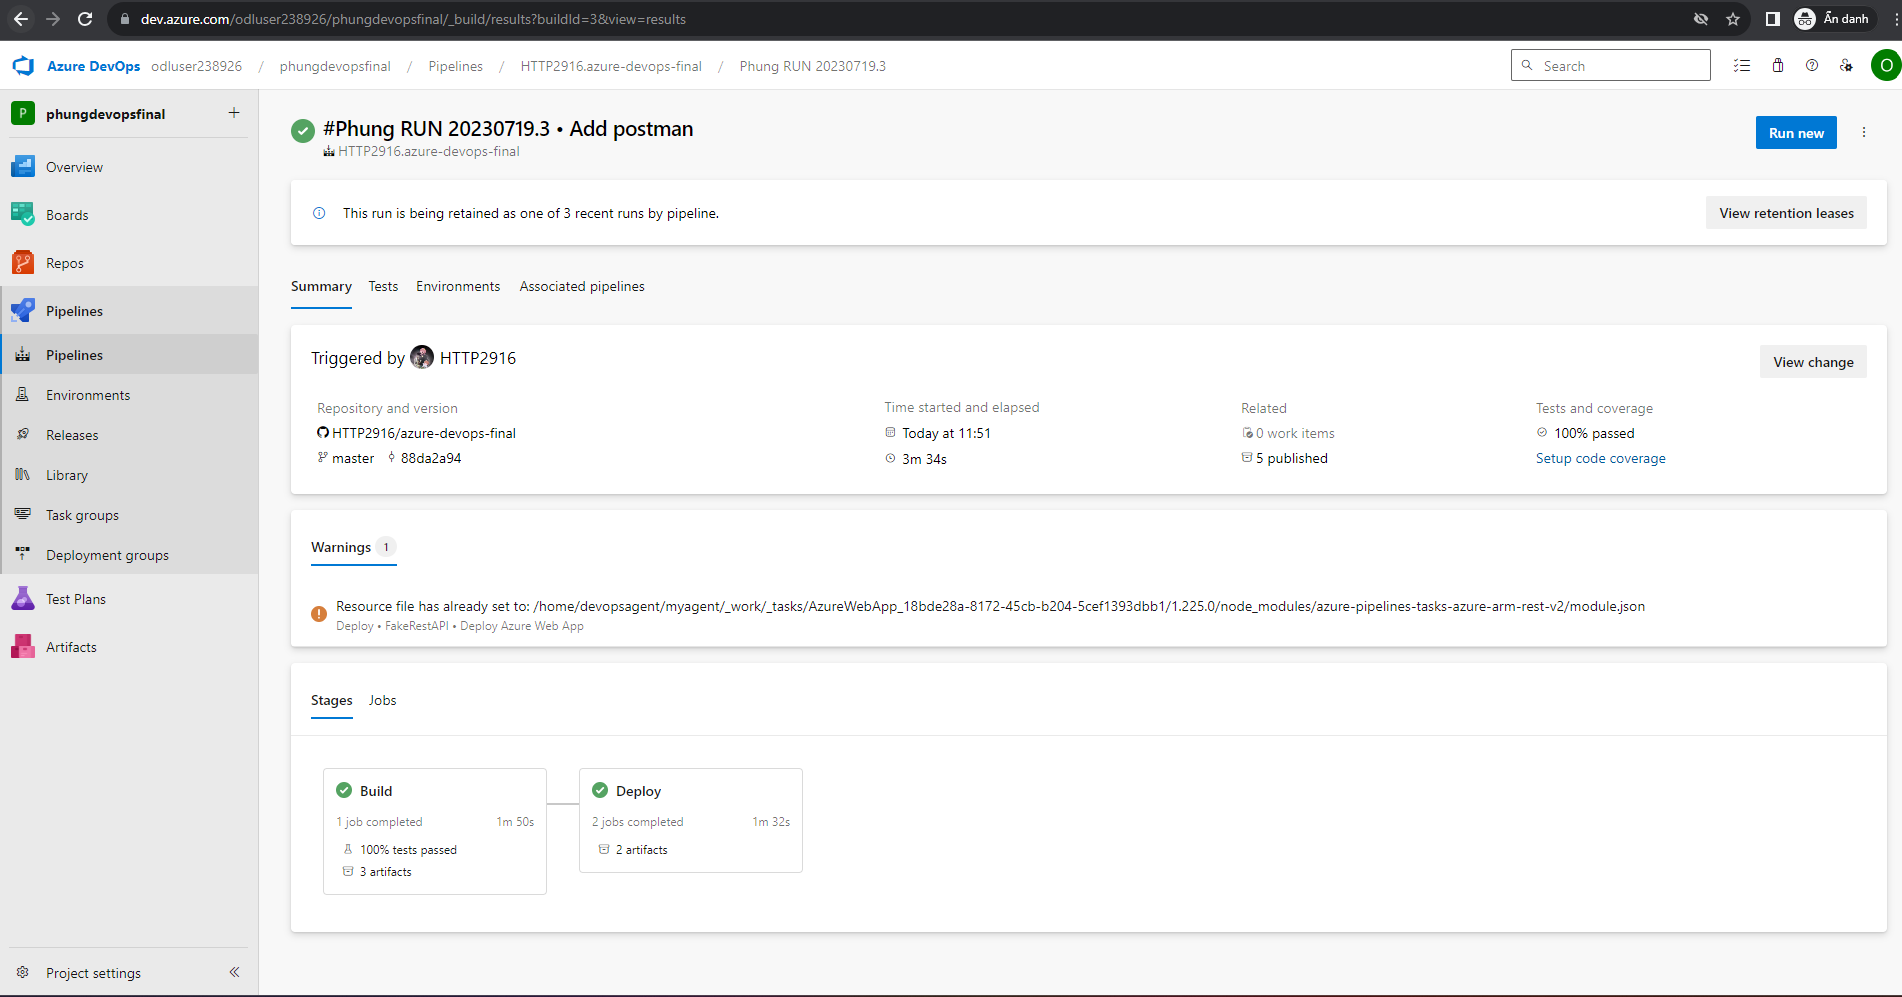 dev.azure.com/odluser238926/phungdevopsfinal/_build/results?buildId=3&view=results
Ẩn danh
Azure DevOps odluser238926 / phungdevopsfinal / Pipelines / HTTP2916.azure-devops-final / Phung RUN 20230719.3
Search
O
P phungdevopsfinal
Overview
Boards
Repos
Pipelines
Pipelines
Environments
Releases
Library
Task groups
Deployment groups
Test Plans
Artifacts
Project settings
#Phung RUN 20230719.3 • Add postman
HTTP2916.azure-devops-final
Run new
This run is being retained as one of 3 recent runs by pipeline.
View retention leases
Summary Tests Environments Associated pipelines
Triggered by HTTP2916
View change
Repository and version
HTTP2916/azure-devops-final
master 88da2a94
Time started and elapsed
Today at 11:51
3m 34s
Related
0 work items
5 published
Tests and coverage
100% passed
Setup code coverage
Warnings 1
Resource file has already set to: /home/devopsagent/myagent/_work/_tasks/AzureWebApp_18bde28a-8172-45cb-b204-5cef1393dbb1/1.225.0/node_modules/azure-pipelines-tasks-azure-arm-rest-v2/module.json
Deploy • FakeRestAPI • Deploy Azure Web App
Stages Jobs
Build
1 job completed 1m 50s
100% tests passed
3 artifacts
Deploy
2 jobs completed 1m 32s
2 artifacts